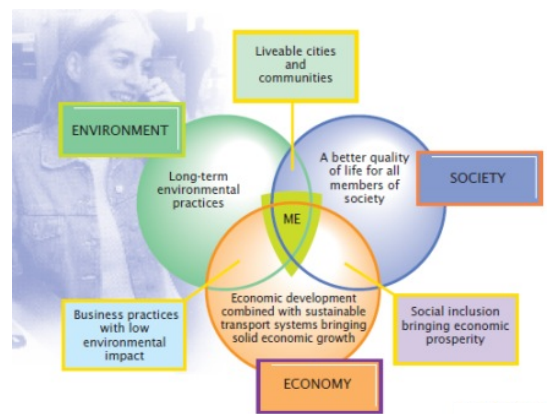 Liveable cities
and
communities
ENVIRONMENT
Long-term
environmental
practices
A better quality
of life for all
members of
society
SOCIETY
ME
Business practices
with low
environmental
impact
Economic development
combined with sustainable
transport systems bringing
solid economic growth
Social inclusion
bringing economic
prosperity
ECONOMY